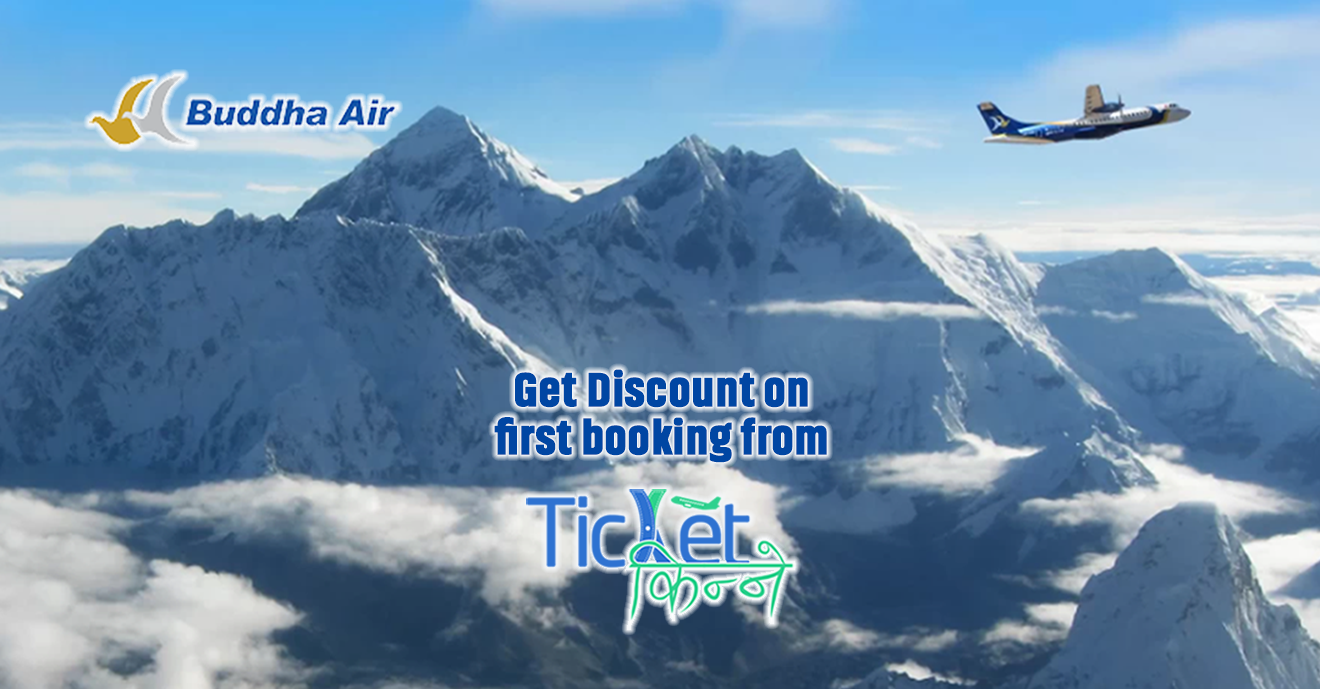 Buddha Air
Get Discount on
first booking from
Ticket
किन्ने